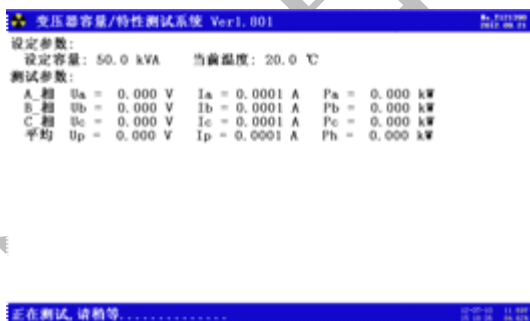 变压器容量/特性测试系统 Ver1.001
设定参数:
设定容量: 50.0 kVA 当前温度: 20.0 ℃
测试参数:
A_相 Ua = 0.000 V Ia = 0.0001 A Pa = 0.000 kW
B_相 Ub = 0.000 V Ib = 0.0001 A Pb = 0.000 kW
C_相 Uc = 0.000 V Ic = 0.0001 A Pc = 0.000 kW
平均 Up = 0.000 V Ip = 0.0001 A Ph = 0.000 kW
正在测试,请稍等..............